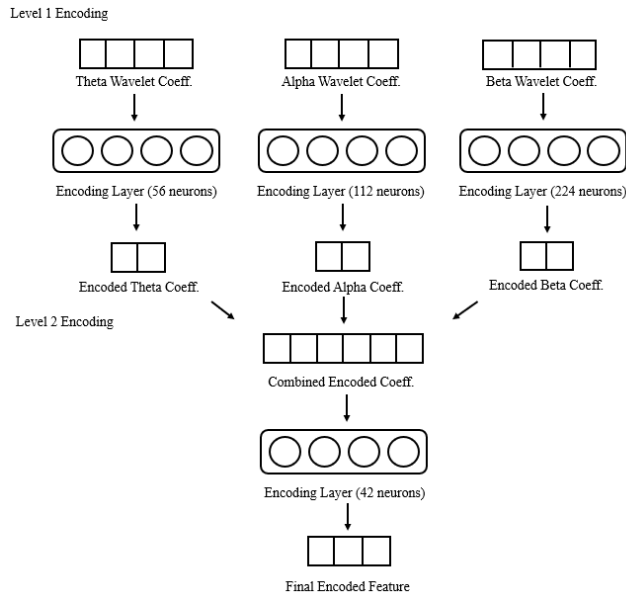 Level 1 Encoding
Theta Wavelet Coeff.
Alpha Wavelet Coeff.
Beta Wavelet Coeff.
Encoding Layer (56 neurons)
Encoding Layer (112 neurons)
Encoding Layer (224 neurons)
Encoded Theta Coeff.
Encoded Alpha Coeff.
Encoded Beta Coeff.
Level 2 Encoding
Combined Encoded Coeff.
Encoding Layer (42 neurons)
Final Encoded Feature